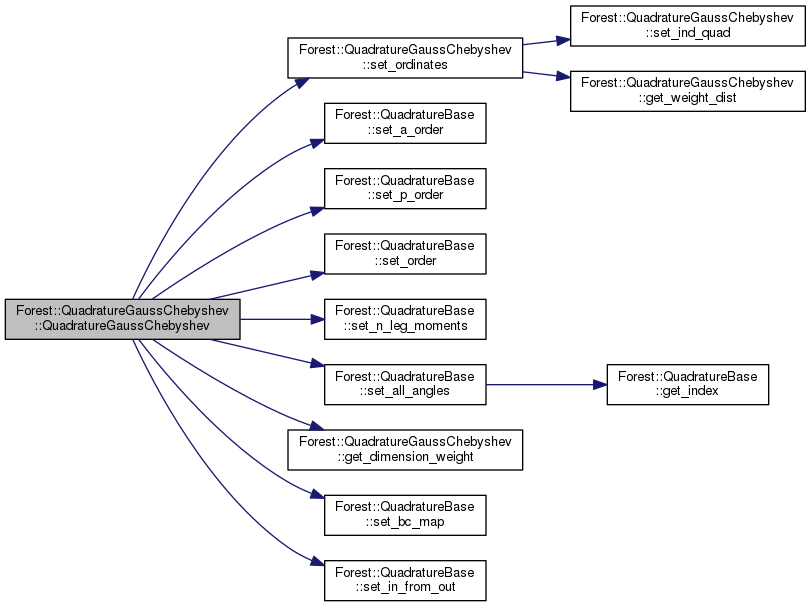 Forest::QuadratureGaussChebyshev
::QuadratureGaussChebyshev
Forest::QuadratureGaussChebyshev
::set_ordinates
Forest::QuadratureGaussChebyshev
::set_ind_quad
Forest::QuadratureGaussChebyshev
::get_weight_dist
Forest::QuadratureBase
::set_a_order
Forest::QuadratureBase
::set_p_order
Forest::QuadratureBase
::set_order
Forest::QuadratureBase
::set_n_leg_moments
Forest::QuadratureBase
::set_all_angles
Forest::QuadratureBase
::get_index
Forest::QuadratureGaussChebyshev
::get_dimension_weight
Forest::QuadratureBase
::set_bc_map
Forest::QuadratureBase
::set_in_from_out